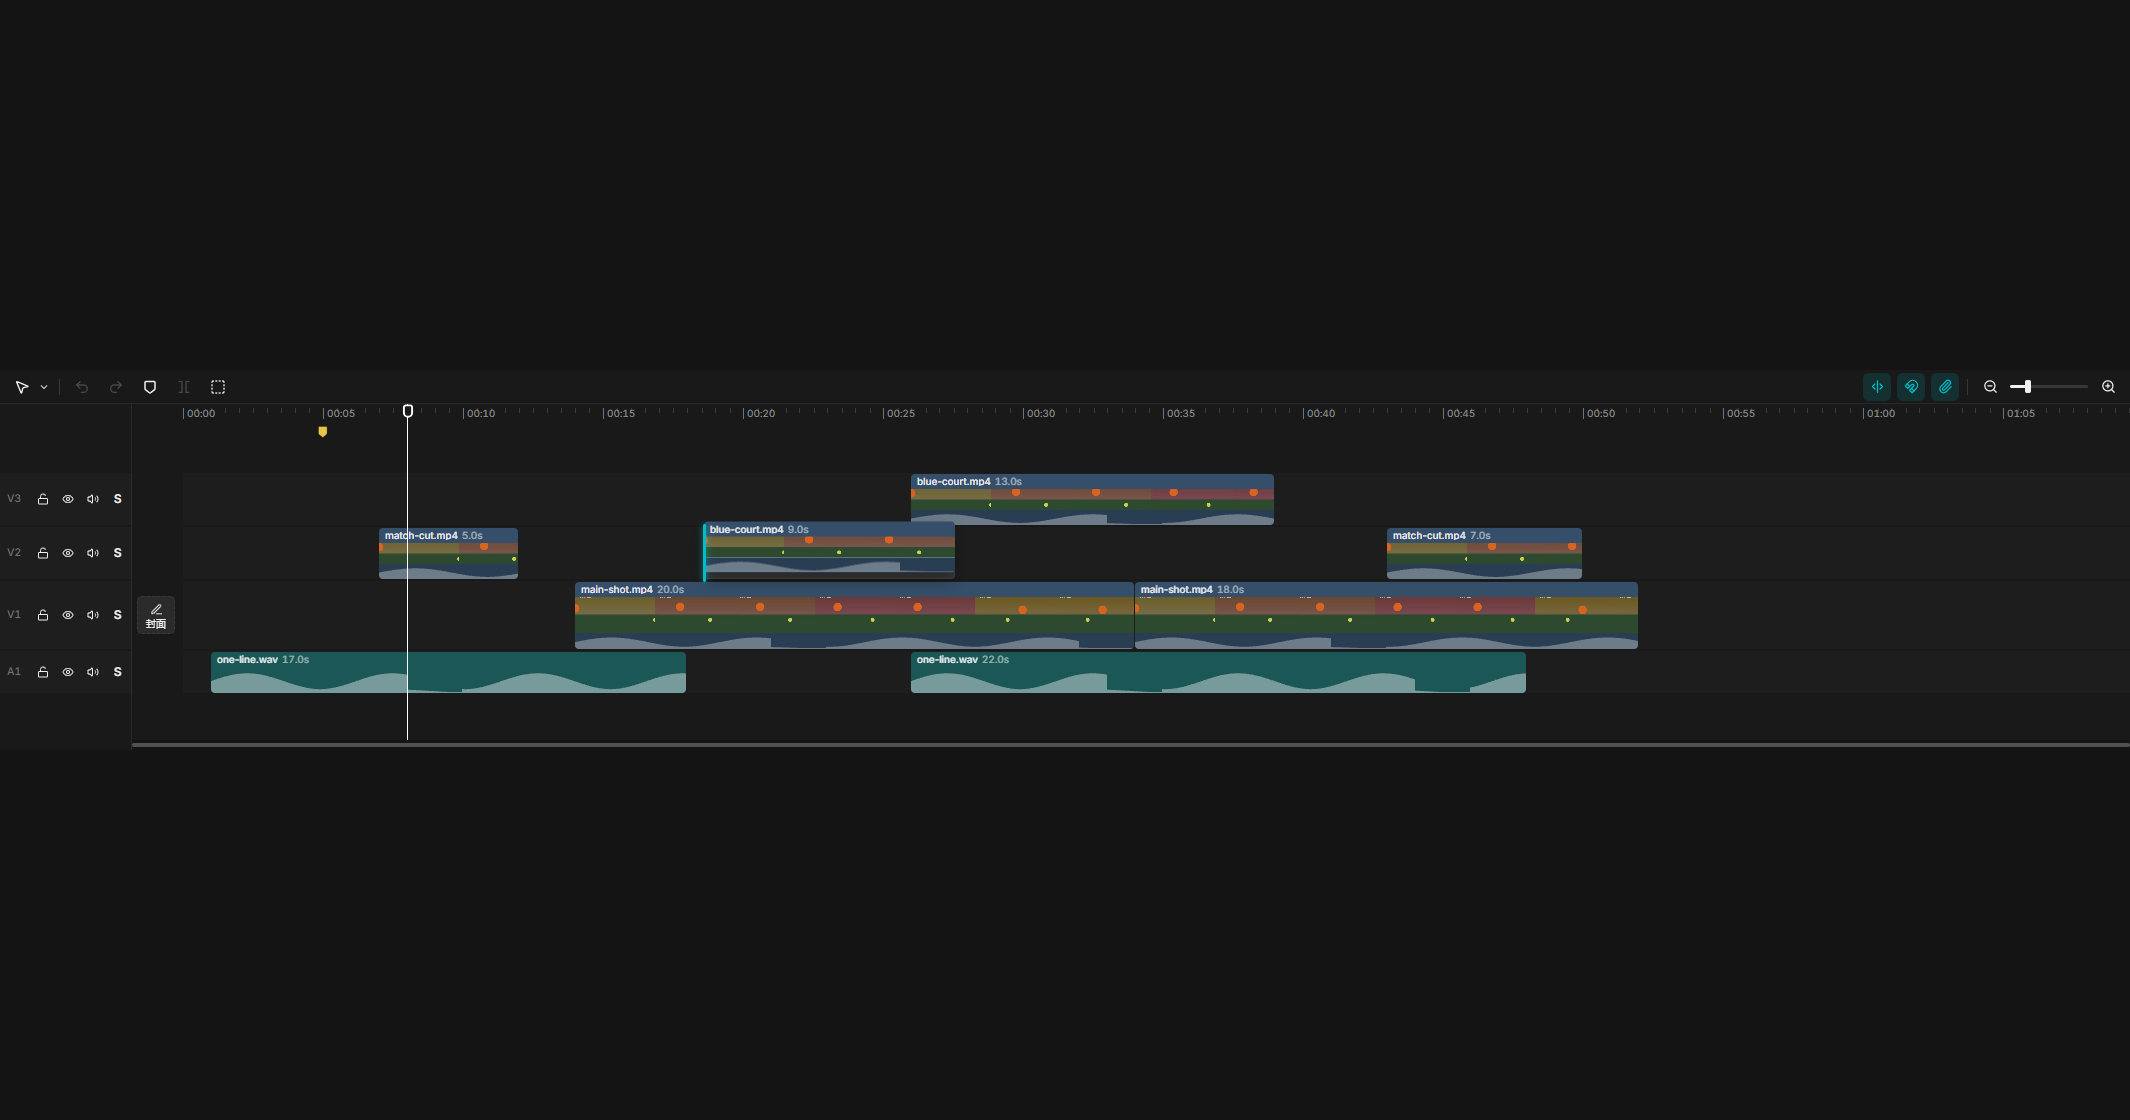 00:00 00:05 00:10 00:15 00:20 00:25 00:30 00:35 00:40 00:45 00:50 00:55 01:00 01:05
V3 S
blue-court.mp4 13.0s
V2 S
match-cut.mp4 5.0s
blue-court.mp4 9.0s
match-cut.mp4 7.0s
V1 S
封面
main-shot.mp4 20.0s
main-shot.mp4 18.0s
A1 S
one-line.wav 17.0s
one-line.wav 22.0s